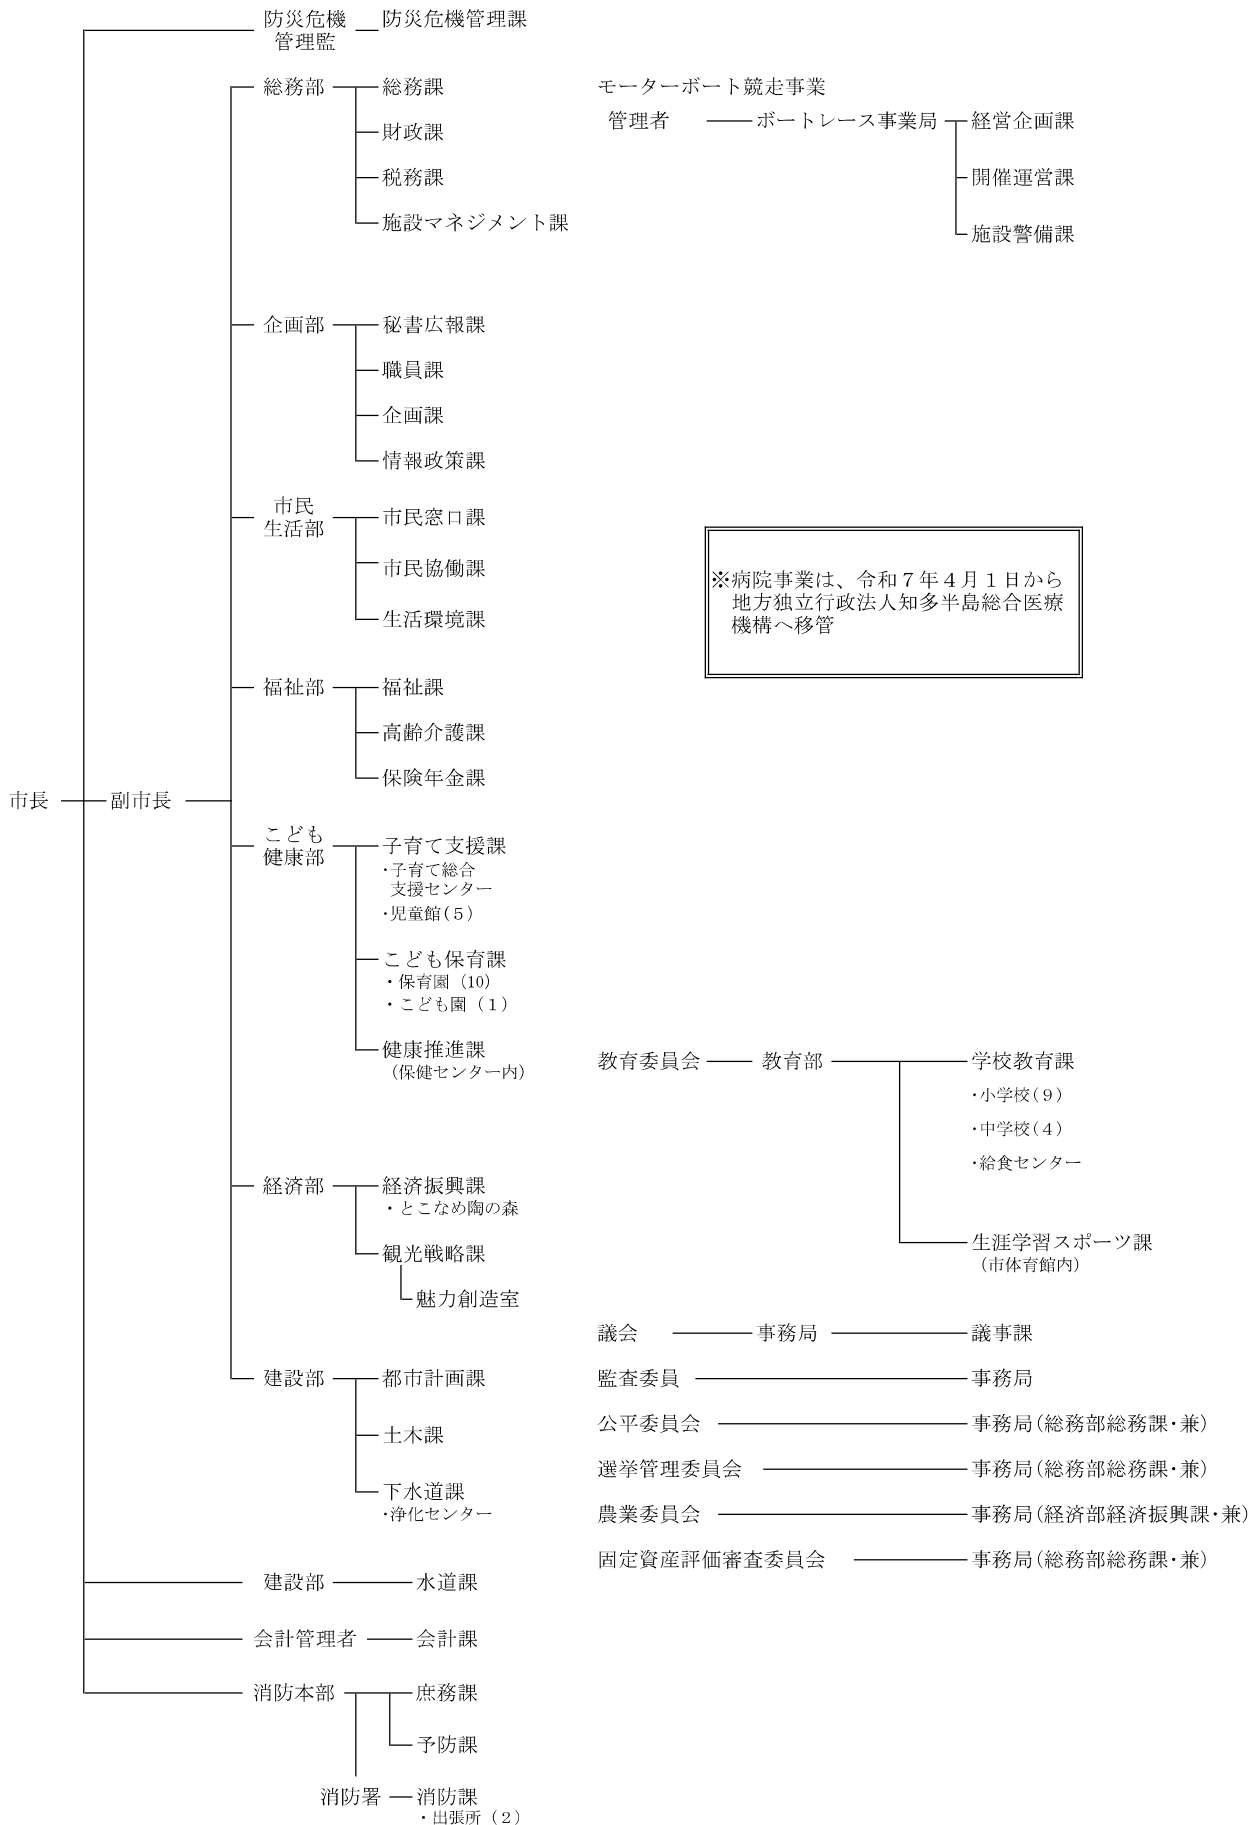 防災危機
管理監
防災危機管理課
総務部
総務課
財政課
税務課
施設マネジメント課
企画部
秘書広報課
職員課
企画課
情報政策課
市民
生活部
市民窓口課
市民協働課
生活環境課
福祉部
福祉課
高齢介護課
保険年金課
市長
副市長
こども
健康部
子育て支援課
・子育て総合
支援センター
・児童館(５)
こども保育課
・保育園（10）
・こども園（１）
健康推進課
（保健センター内）
経済部
経済振興課
・とこなめ陶の森
観光戦略課
魅力創造室
建設部
都市計画課
土木課
下水道課
・浄化センター
建設部
水道課
会計管理者
会計課
消防本部
庶務課
予防課
消防署
消防課
・出張所（２）
モーターボート競走事業
管理者
ボートレース事業局
経営企画課
開催運営課
施設警備課
※病院事業は、令和７年４月１日から
地方独立行政法人知多半島総合医療
機構へ移管
教育委員会
教育部
学校教育課
・小学校(９)
・中学校(４)
・給食センター
生涯学習スポーツ課
（市体育館内）
議会
事務局
議事課
監査委員
事務局
公平委員会
事務局(総務部総務課・兼)
選挙管理委員会
事務局(総務部総務課・兼)
農業委員会
事務局(経済部経済振興課・兼)
固定資産評価審査委員会
事務局(総務部総務課・兼)